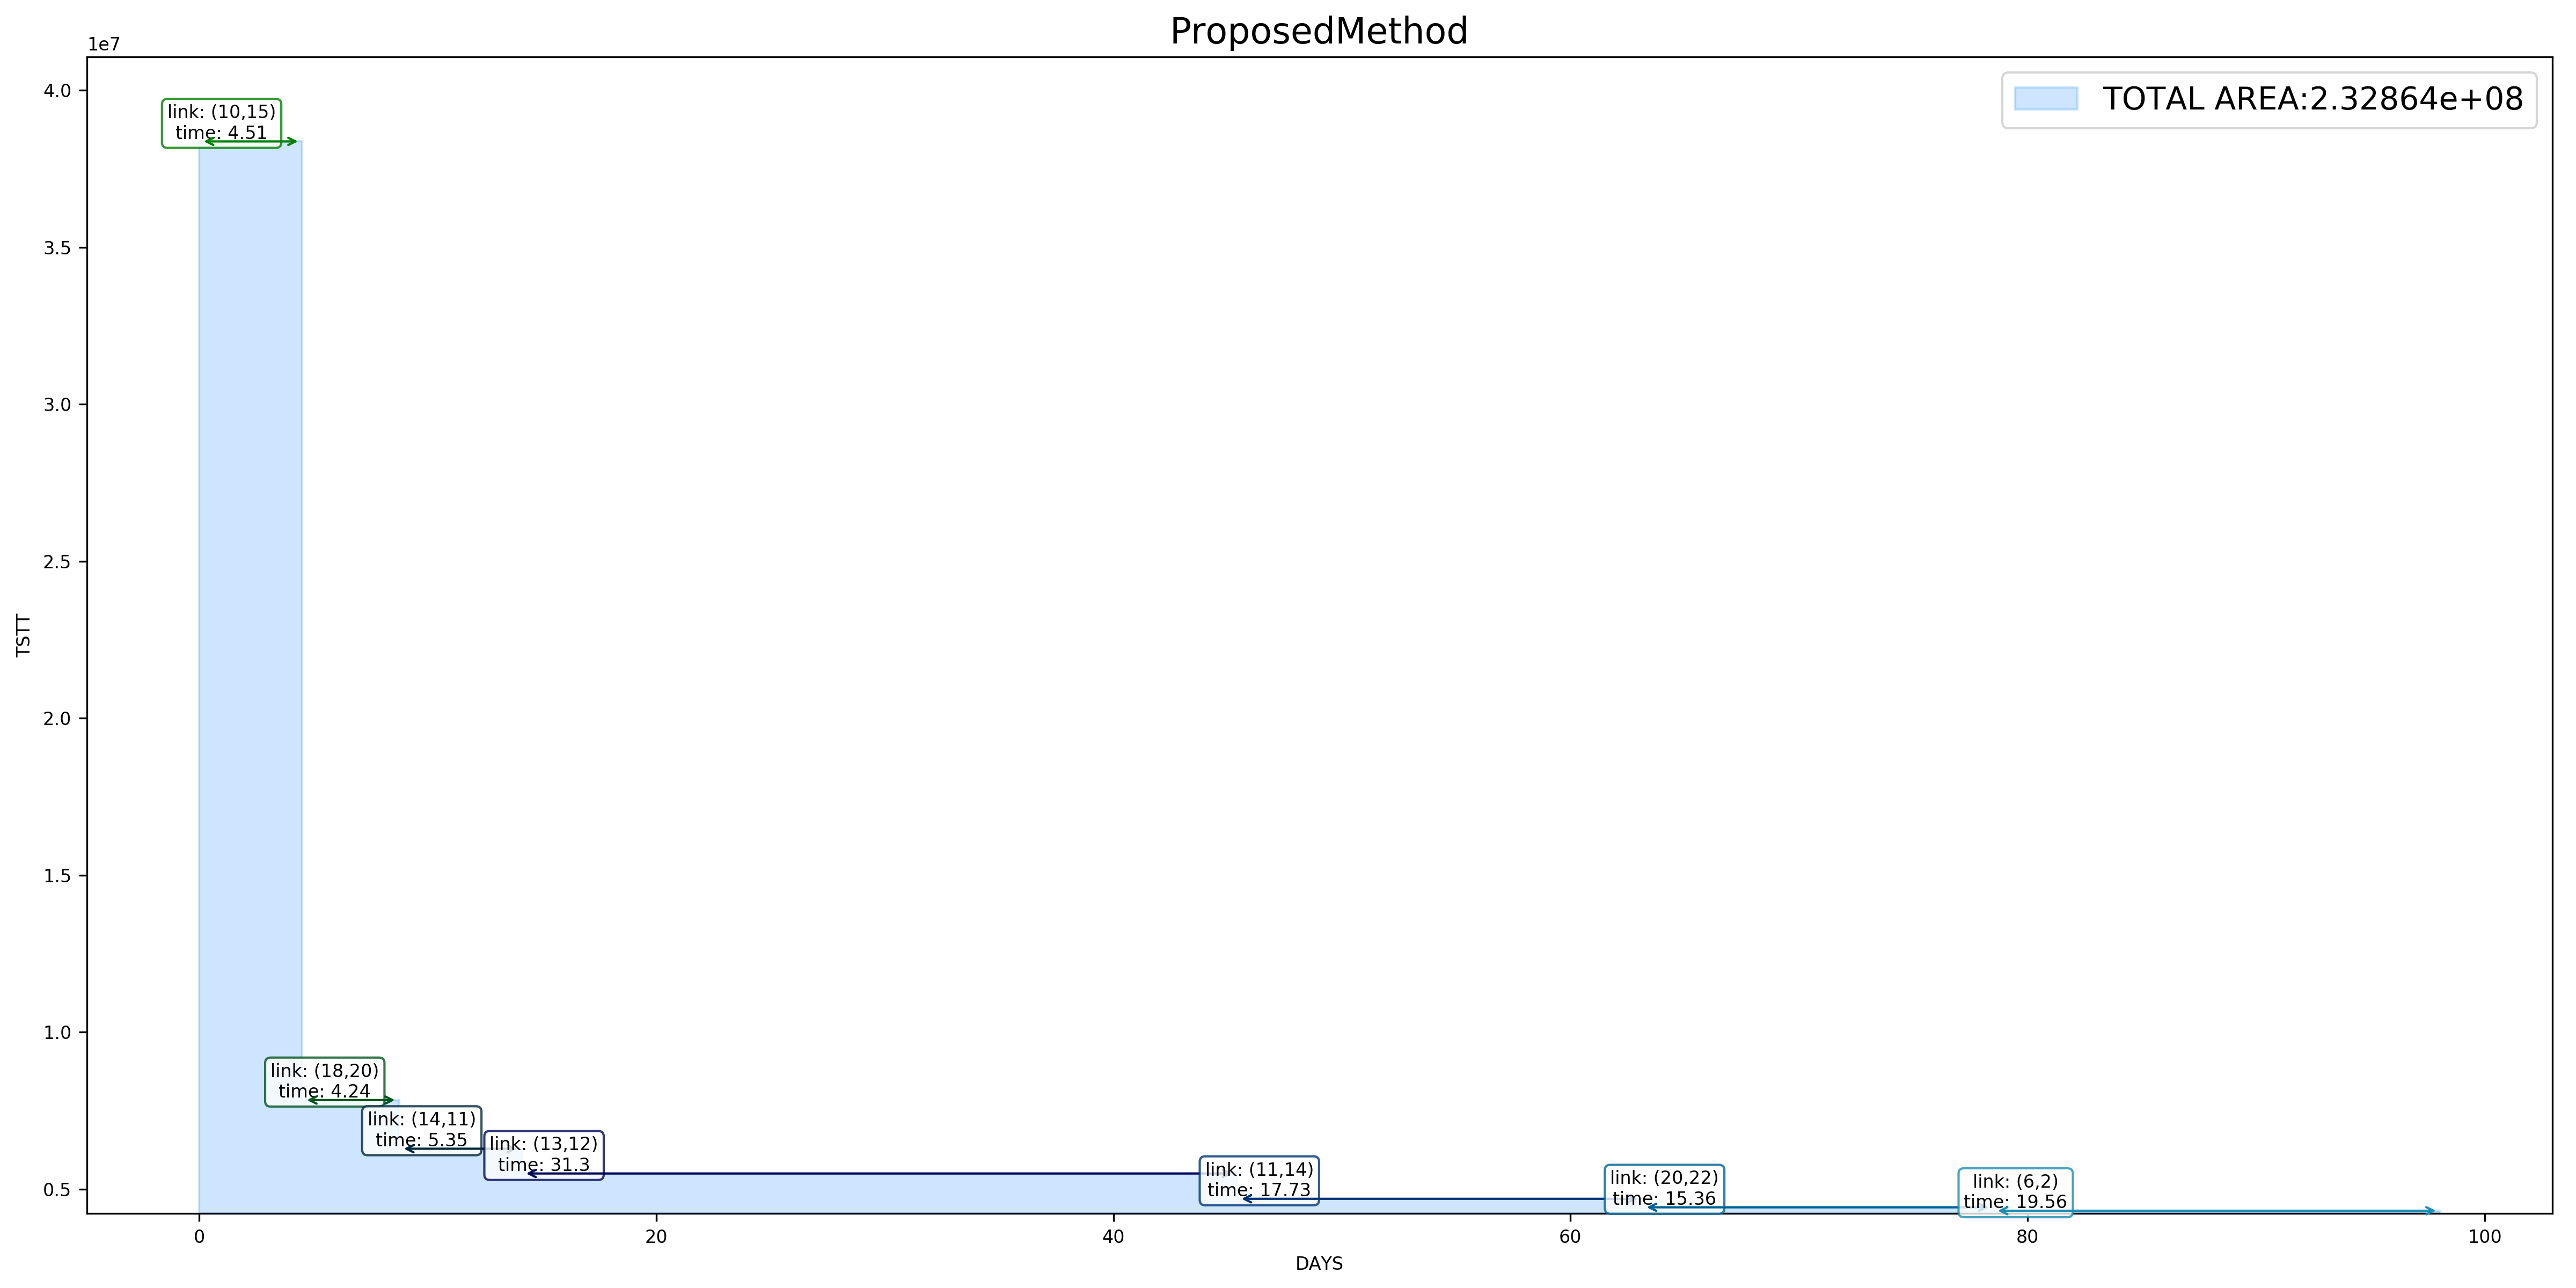 ProposedMethod
1e7
TOTAL AREA:2.32864e+08
4.0
3.5
3.0
2.5
2.0
1.5
1.0
0.5
TSTT
link: (10,15)
time: 4.51
link: (18,20)
time: 4.24
link: (14,11)
time: 5.35
link: (13,12)
time: 31.3
link: (11,14)
time: 17.73
link: (20,22)
time: 15.36
link: (6,2)
time: 19.56
0
20
40
60
80
100
DAYS